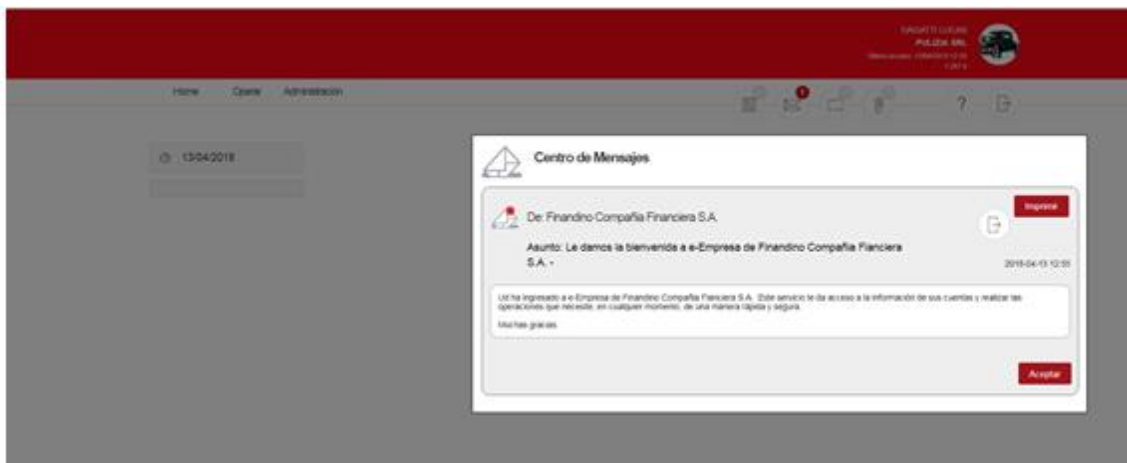 PULIZIA SRL
Home Operar Administración
1
?
13/04/2018
Centro de Mensajes
Imprimir
De: Finandino Compañía Financiera S.A.
Asunto: Le damos la bienvenida a e-Empresa de Finandino Compañía Fianciera
S.A. -
2018-04-13 12:55
Ud ha ingresado a e-Empresa de Finandino Compañía Fianciera S.A. Este servicio le da acceso a la información de sus cuentas y realizar las
operaciones que necesite, en cualquier momento, de una manera rápida y segura.
Muchas gracias.
Aceptar